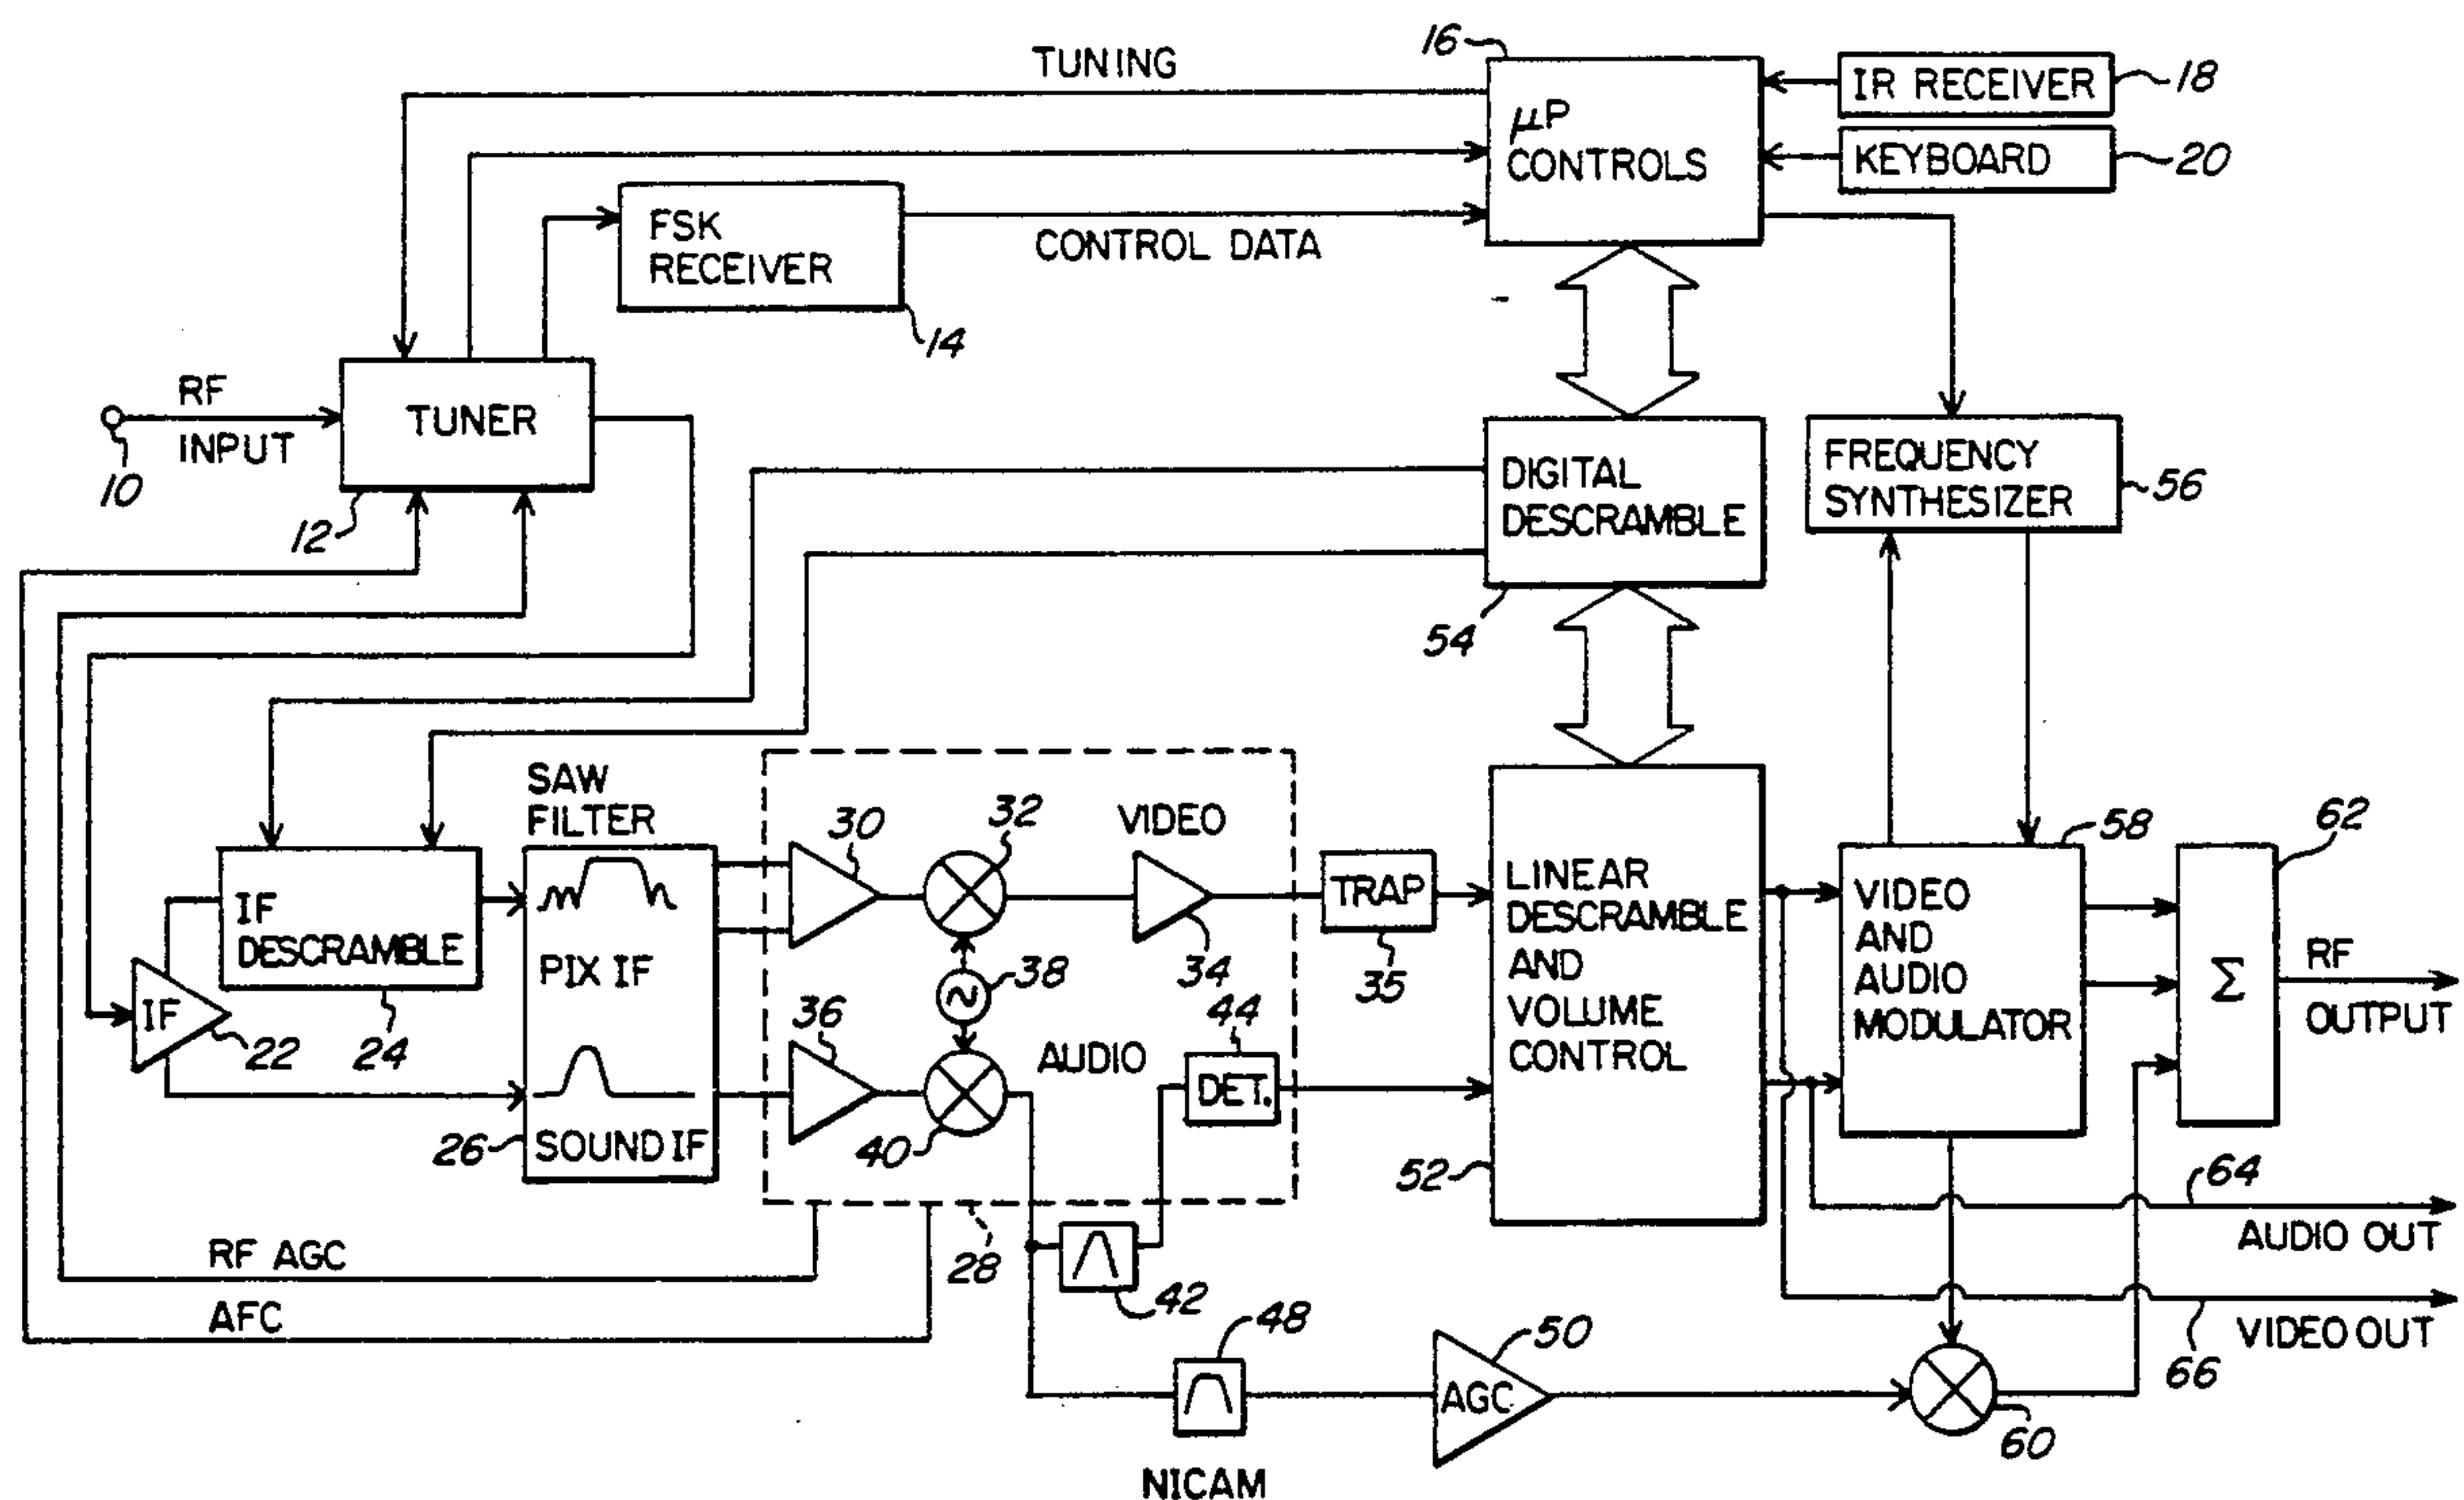 TUNING
16
μP
CONTROLS
IR RECEIVER
18
KEYBOARD
20
FSK
RECEIVER
14
CONTROL DATA
RF
INPUT
10
TUNER
12
DIGITAL
DESCRAMBLE
54
FREQUENCY
SYNTHESIZER
56
SAW
FILTER
IF
22
IF
DESCRAMBLE
24
PIX IF
SOUND IF
26
30
32
VIDEO
34
TRAP
35
36
38
40
AUDIO
44
DET.
LINEAR
DESCRAMBLE
AND
VOLUME
CONTROL
52
58
VIDEO
AND
AUDIO
MODULATOR
62
Σ
RF
OUTPUT
64
AUDIO OUT
66
VIDEO OUT
RF AGC
AFC
28
42
48
NICAM
50
AGC
60